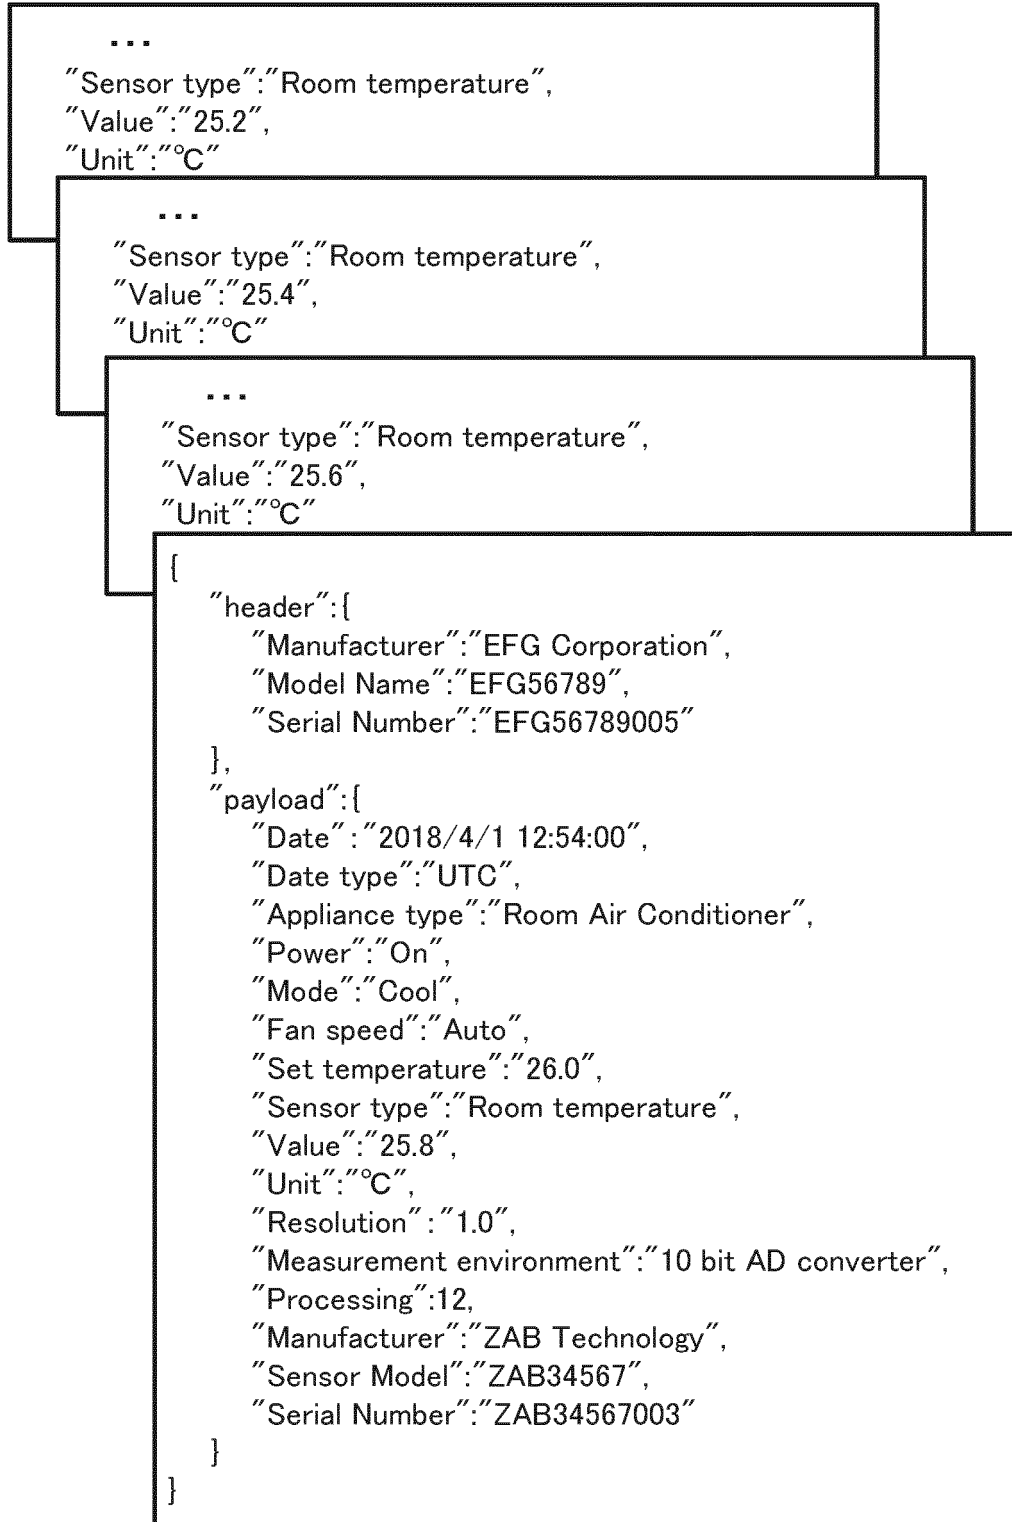 ...
"Sensor type":"Room temperature",
"Value":"25.2",
"Unit":"℃"
...
"Sensor type":"Room temperature",
"Value":"25.4",
"Unit":"℃"
...
"Sensor type":"Room temperature",
"Value":"25.6",
"Unit":"℃"
{
"header":{
"Manufacturer":"EFG Corporation",
"Model Name":"EFG56789",
"Serial Number":"EFG56789005"
},
"payload":{
"Date":"2018/4/1 12:54:00",
"Date type":"UTC",
"Appliance type":"Room Air Conditioner",
"Power":"On",
"Mode":"Cool",
"Fan speed":"Auto",
"Set temperature":"26.0",
"Sensor type":"Room temperature",
"Value":"25.8",
"Unit":"℃",
"Resolution":"1.0",
"Measurement environment":"10 bit AD converter",
"Processing":12,
"Manufacturer":"ZAB Technology",
"Sensor Model":"ZAB34567",
"Serial Number":"ZAB34567003"
}
}